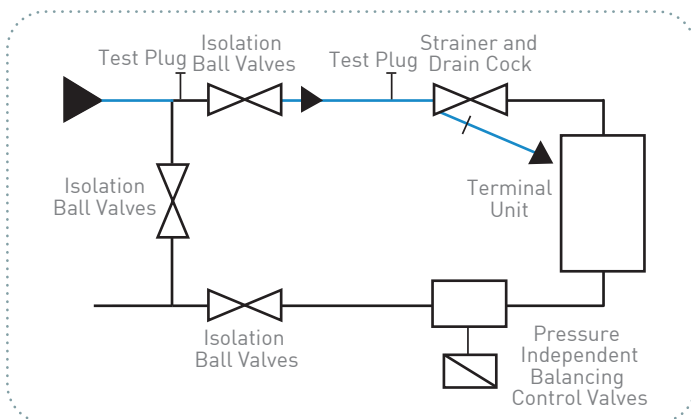 Test Plug
Isolation
Ball Valves
Test Plug
Strainer and
Drain Cock
Isolation
Ball Valves
Terminal
Unit
Isolation
Ball Valves
Pressure
Independent
Balancing
Control Valves